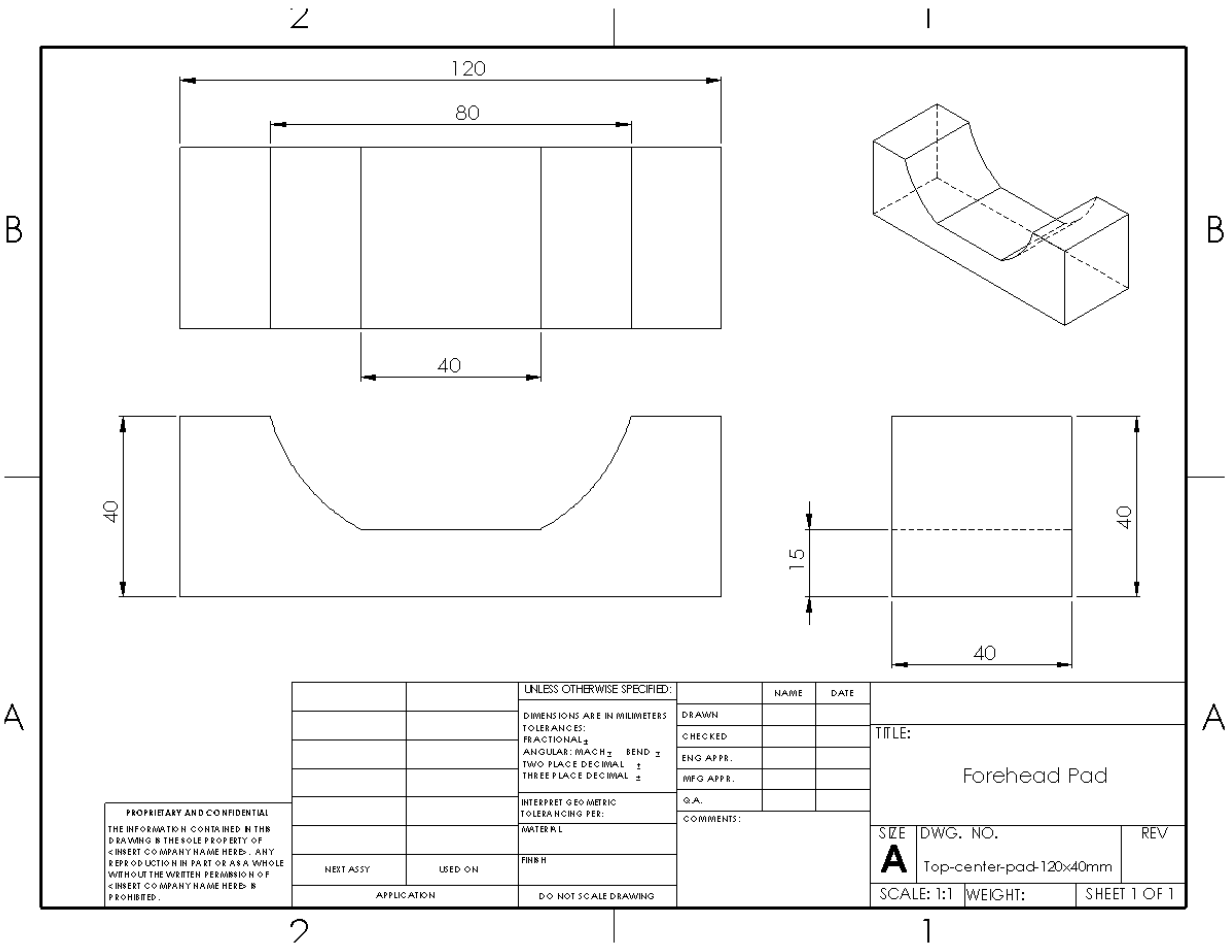 2 1
120
80
B B
40
40
40
15
40
A A
UNLESS OTHERWISE SPECIFIED:
DIMENSIONS ARE IN MILIMETERS
TOLERANCES:
FRACTIONAL±
ANGULAR: MACH± BEND ±
TWO PLACE DECIMAL ±
THREE PLACE DECIMAL ±
INTERPRET GEOMETRIC
TOLERANCING PER:
MATERIAL
FINISH
DO NOT SCALE DRAWING
NAME DATE
DRAWN
CHECKED
ENG APPR.
MFG APPR.
Q.A.
COMMENTS:
TITLE:
Forehead Pad
SIZE DWG. NO. REV
A Top-center-pad-120x40mm
SCALE: 1:1 WEIGHT: SHEET 1 OF 1
PROPRIETARY AND CONFIDENTIAL
THE INFORMATION CONTAINED IN THIS
DRAWING IS THE SOLE PROPERTY OF
<INSERT COMPANY NAME HERE>. ANY
REPRODUCTION IN PART OR AS A WHOLE
WITHOUT THE WRITTEN PERMISSION OF
<INSERT COMPANY NAME HERE> IS
PROHIBITED.
NEXT ASSY USED ON
APPLICATION
2 1